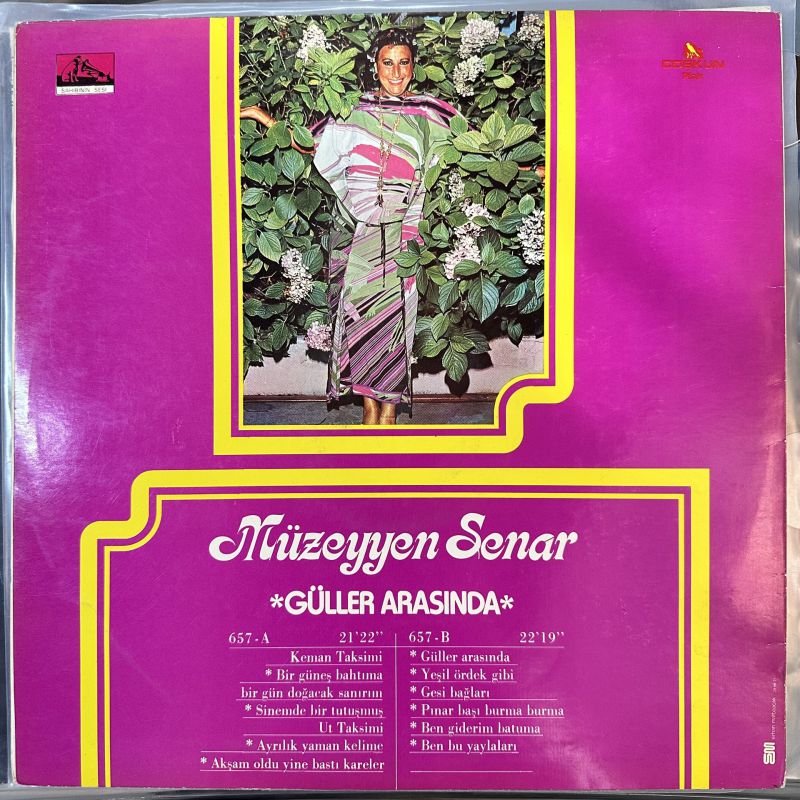 SAHİBİNİN SESİ
COŞKUN
Plak
Müzeyyen Senar
*GÜLLER ARASINDA*
657-A 21'22''
Keman Taksimi
* Bir güneş bahtıma
bir gün doğacak sanırım
* Sinemde bir tutuşmuş
Ut Taksimi
* Ayrılık yaman kelime
* Akşam oldu yine bastı kareler
657-B 22'19''
* Güller arasında
* Yeşil ördek gibi
* Gesi bağları
* Pınar başı burma burma
* Ben giderim batuma
* Ben bu yaylaları